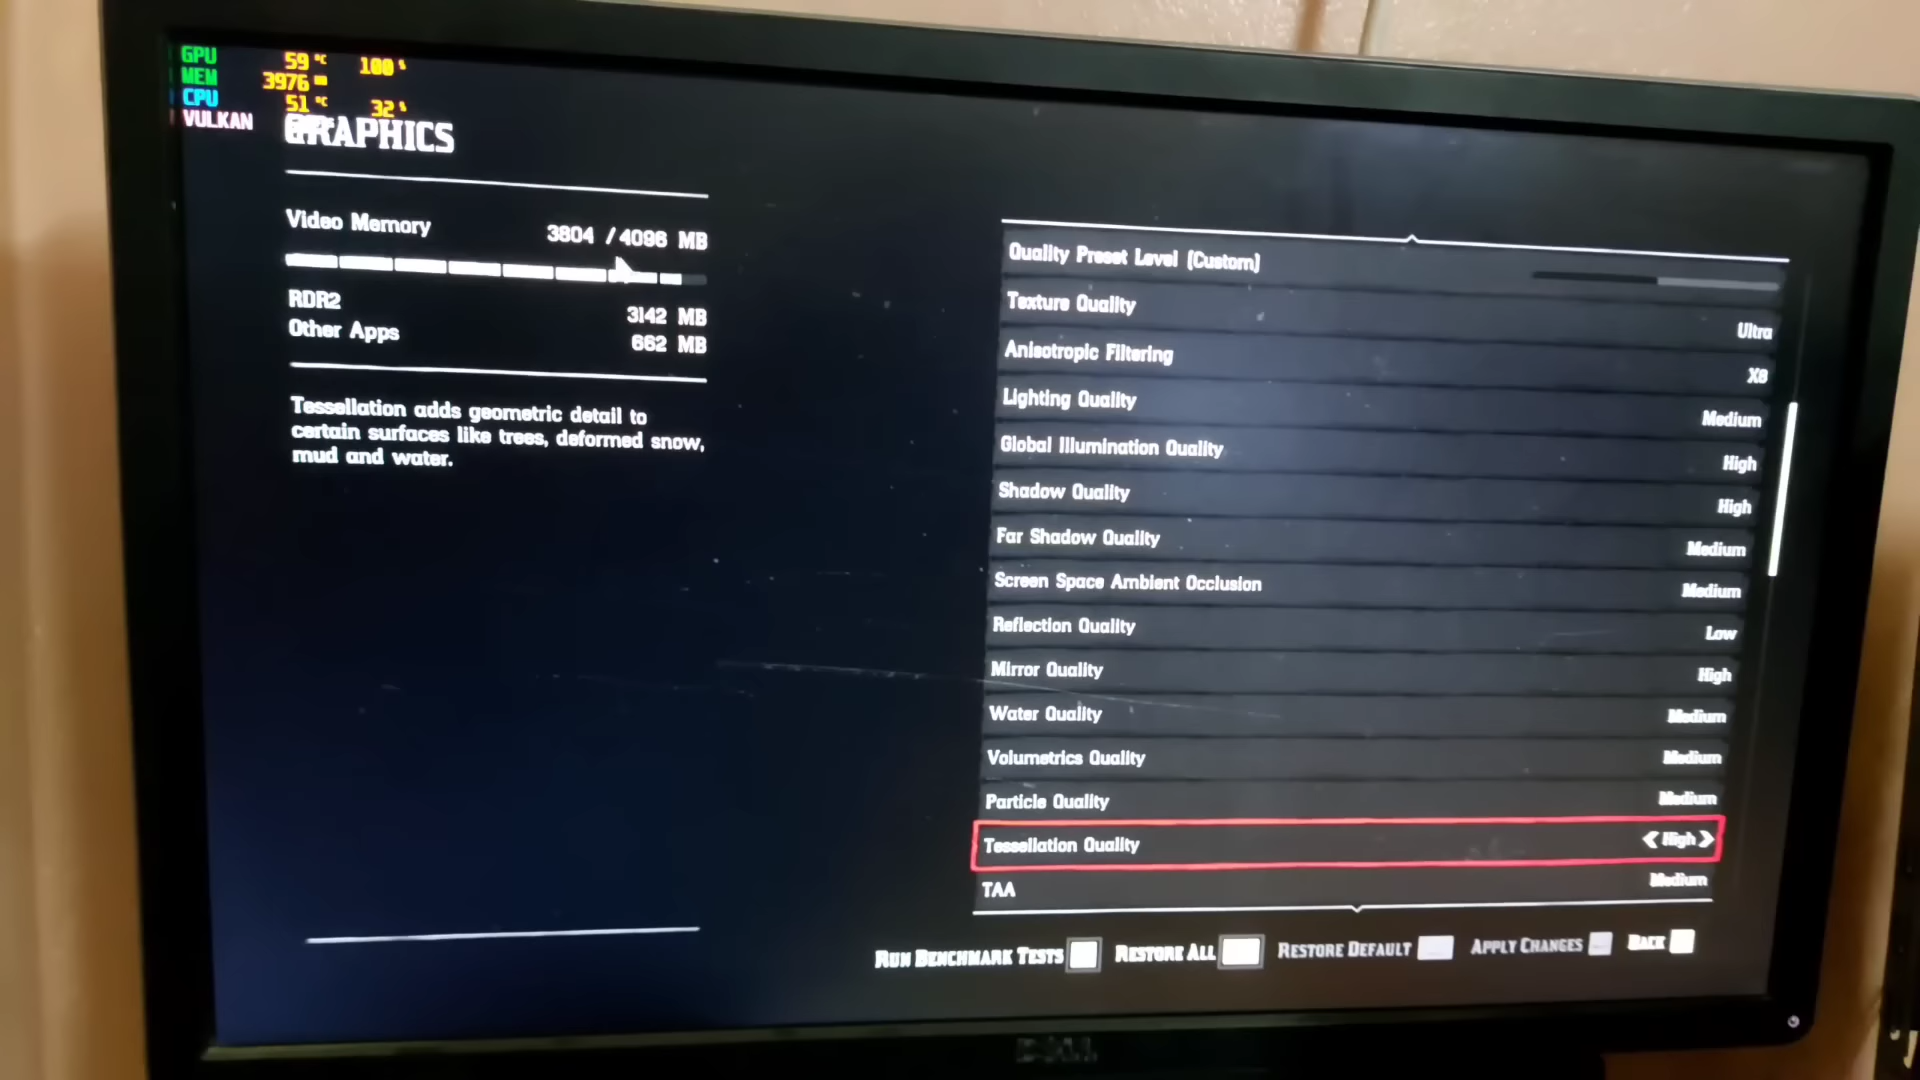 GPU 59 °C 100 %
MEM 3976 MB
CPU 51 °C 32 %
VULKAN
GRAPHICS
Video Memory 3804 / 4096 MB
RDR2 3142 MB
Other Apps 662 MB
Tessellation adds geometric detail to
certain surfaces like trees, deformed snow,
mud and water.
Quality Preset Level (Custom)
Texture Quality Ultra
Anisotropic Filtering X8
Lighting Quality Medium
Global Illumination Quality High
Shadow Quality High
Far Shadow Quality Medium
Screen Space Ambient Occlusion Medium
Reflection Quality Low
Mirror Quality High
Water Quality Medium
Volumetrics Quality Medium
Particle Quality Medium
Tessellation Quality High
TAA Medium
RUN BENCHMARK TESTS RESTORE ALL RESTORE DEFAULT APPLY CHANGES BACK
DELL